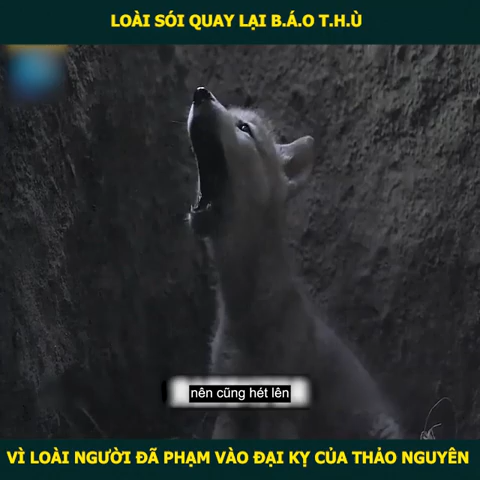 LOÀI SÓI QUAY LẠI B.Á.O T.H.Ù
nên cũng hét lên
VÌ LOÀI NGƯỜI ĐÃ PHẠM VÀO ĐẠI KỴ CỦA THẢO NGUYÊN